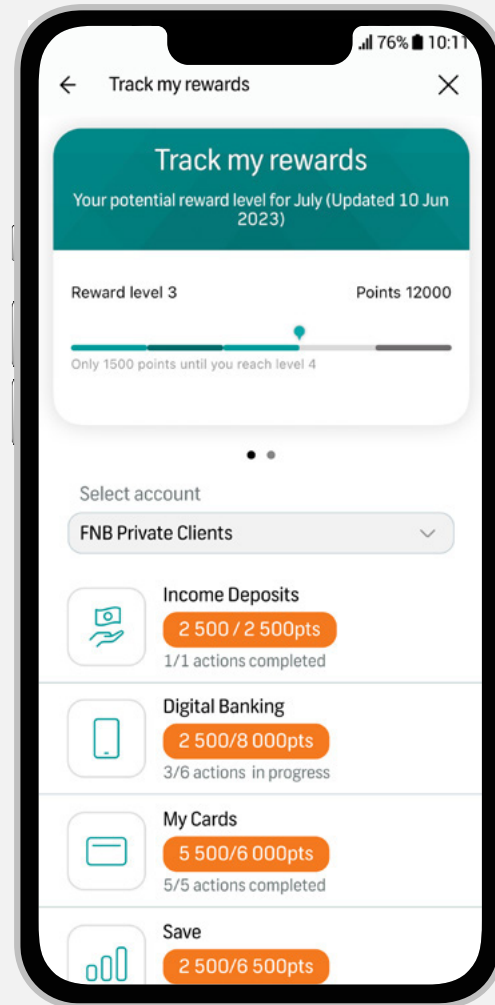 76% 10:11
Track my rewards
Track my rewards
Your potential reward level for July (Updated 10 Jun
2023)
Reward level 3 Points 12000
Only 1500 points until you reach level 4
Select account
FNB Private Clients
Income Deposits
2 500 / 2 500pts
1/1 actions completed
Digital Banking
2 500/8 000pts
3/6 actions in progress
My Cards
5 500/6 000pts
5/5 actions completed
Save
2 500/6 500pts